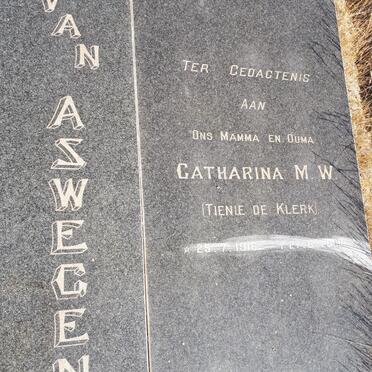 VAN ASWEGEN
TER GEDAGTENIS
AAN
ONS MAMMA EN OUMA
CATHARINA M. W.
(TIENIE DE KLERK)